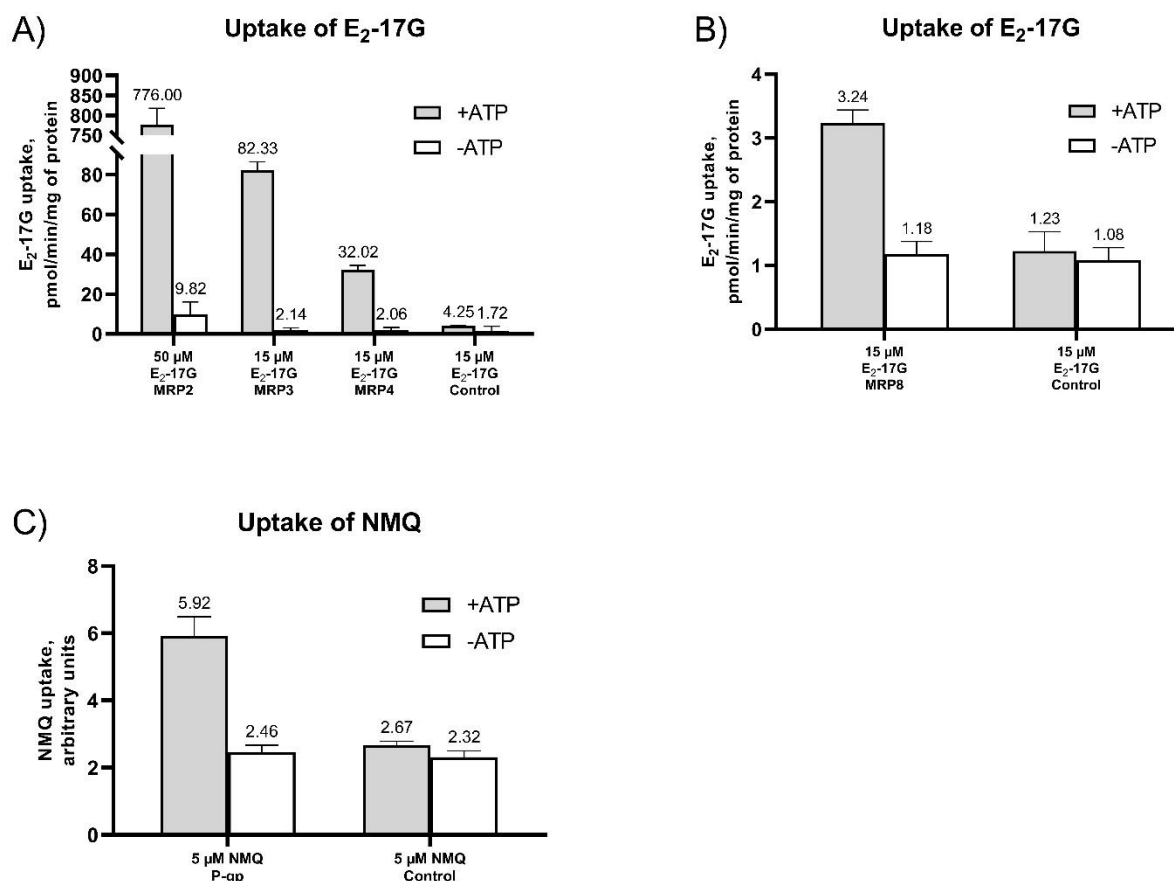 A)
Uptake of E₂-17G
E₂-17G uptake,
pmol/min/mg of protein
900
850
800
750
80
60
40
20
0
776.00
9.82
82.33
2.14
32.02
2.06
4.25
1.72
+ATP
-ATP
50 µM
E₂-17G
MRP2
15 µM
E₂-17G
MRP3
15 µM
E₂-17G
MRP4
15 µM
E₂-17G
Control
B)
Uptake of E₂-17G
E₂-17G uptake,
pmol/min/mg of protein
4
3
2
1
0
3.24
1.18
1.23
1.08
+ATP
-ATP
15 µM
E₂-17G
MRP8
15 µM
E₂-17G
Control
C)
Uptake of NMQ
NMQ uptake,
arbitrary units
8
6
4
2
0
5.92
2.46
2.67
2.32
+ATP
-ATP
5 µM NMQ
P-gp
5 µM NMQ
Control